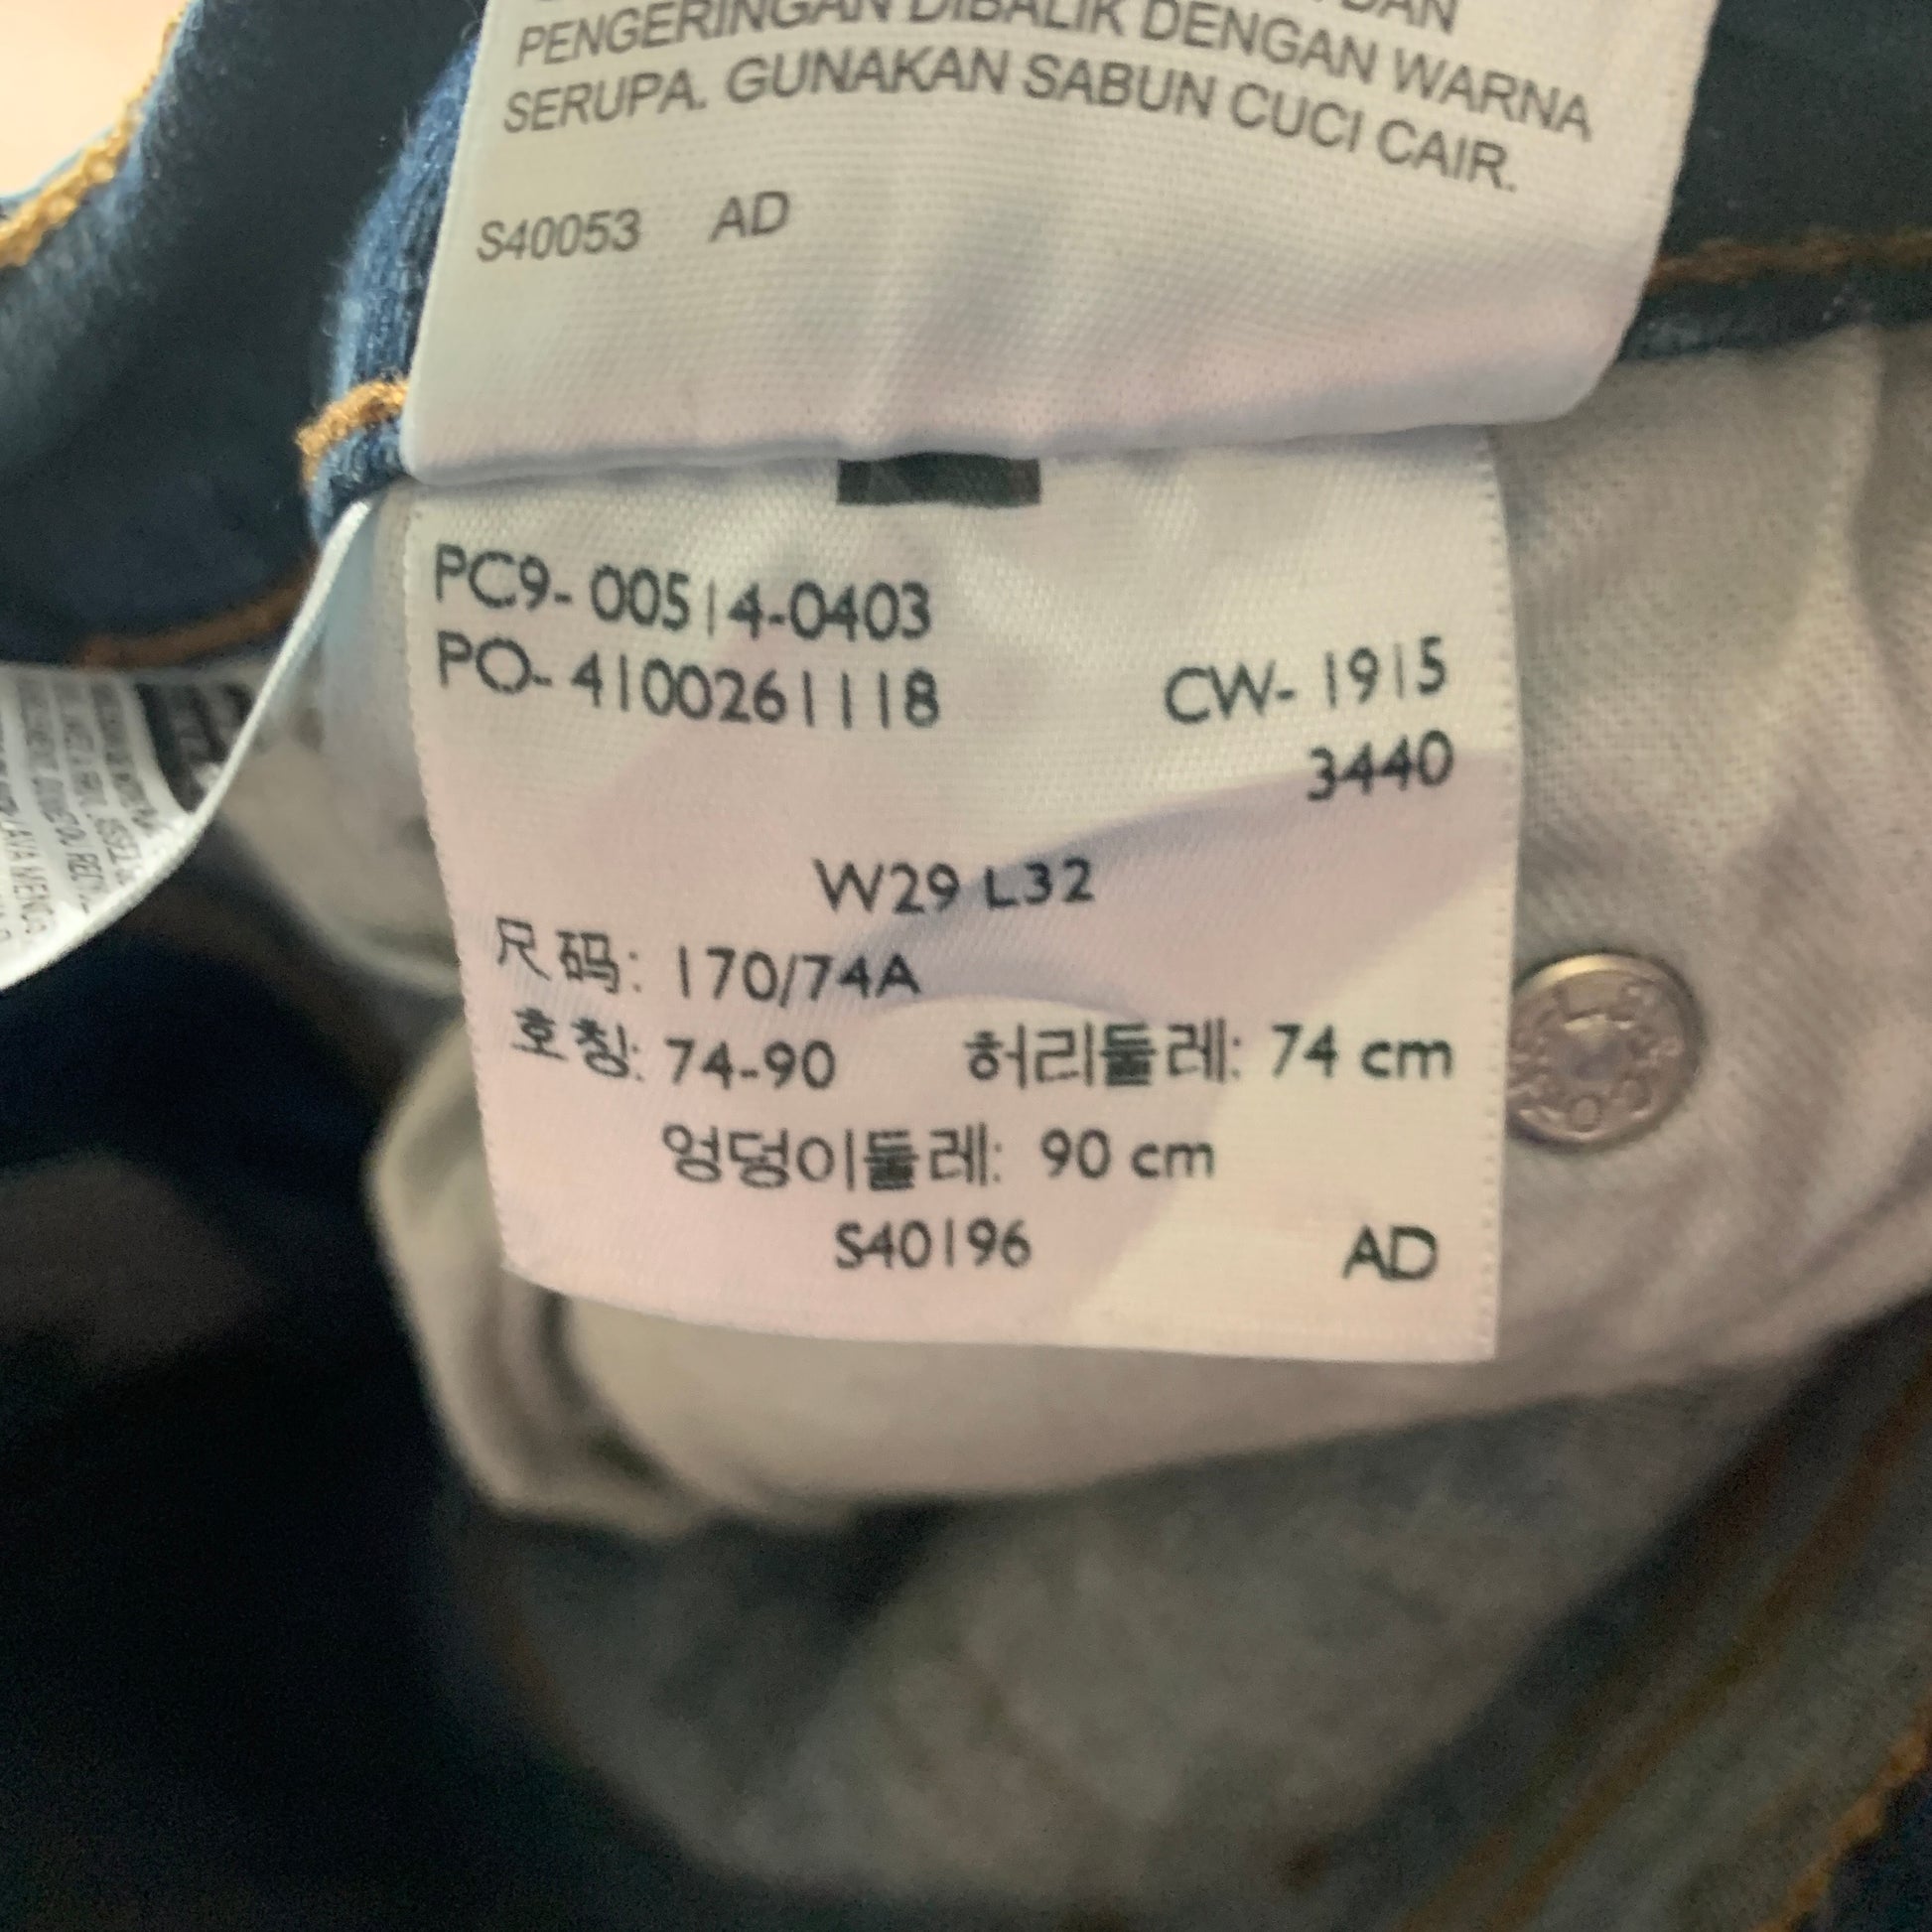 DAN
PENGERINGAN DIBALIK DENGAN WARNA
SERUPA. GUNAKAN SABUN CUCI CAIR.
S40053 AD
PC9-00514-0403
PO-4100261118 CW-1915
3440
W29 L32
尺码: 170/74A
호칭: 74-90 허리둘레: 74 cm
엉덩이둘레: 90 cm
S40196 AD